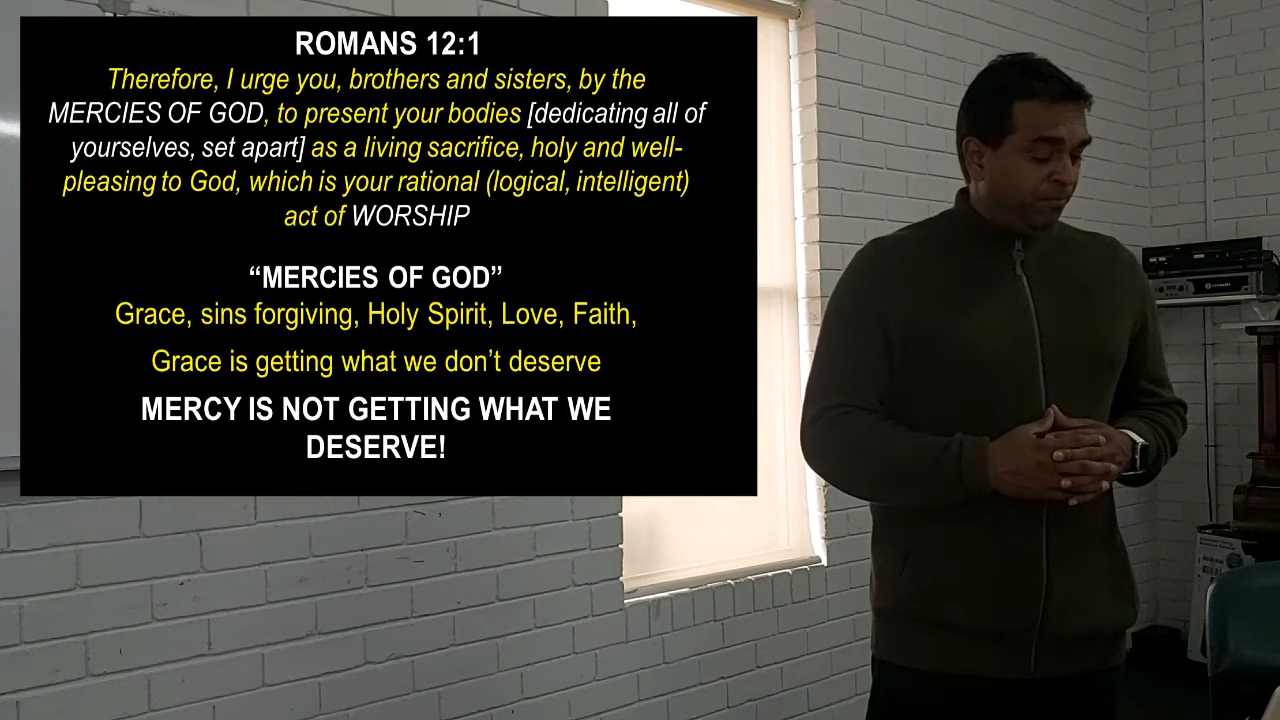 ROMANS 12:1
Therefore, I urge you, brothers and sisters, by the
MERCIES OF GOD, to present your bodies [dedicating all of
yourselves, set apart] as a living sacrifice, holy and well-
pleasing to God, which is your rational (logical, intelligent)
act of WORSHIP
“MERCIES OF GOD”
Grace, sins forgiving, Holy Spirit, Love, Faith,
Grace is getting what we don’t deserve
MERCY IS NOT GETTING WHAT WE
DESERVE!